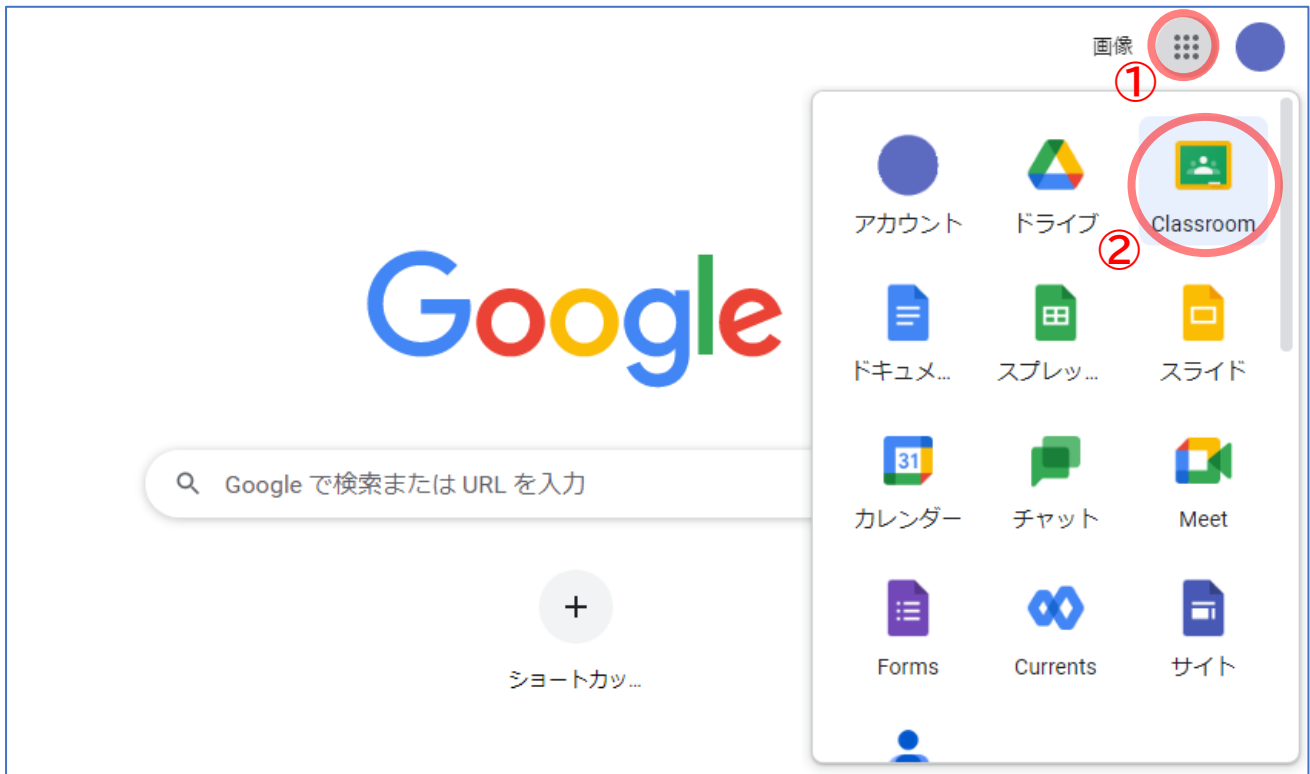 画像
①
アカウント
ドライブ
Classroom
②
Google
ドキュメ...
スプレッ...
スライド
Google で検索または URL を入力
31
カレンダー
チャット
Meet
Forms
Currents
サイト
ショートカッ...